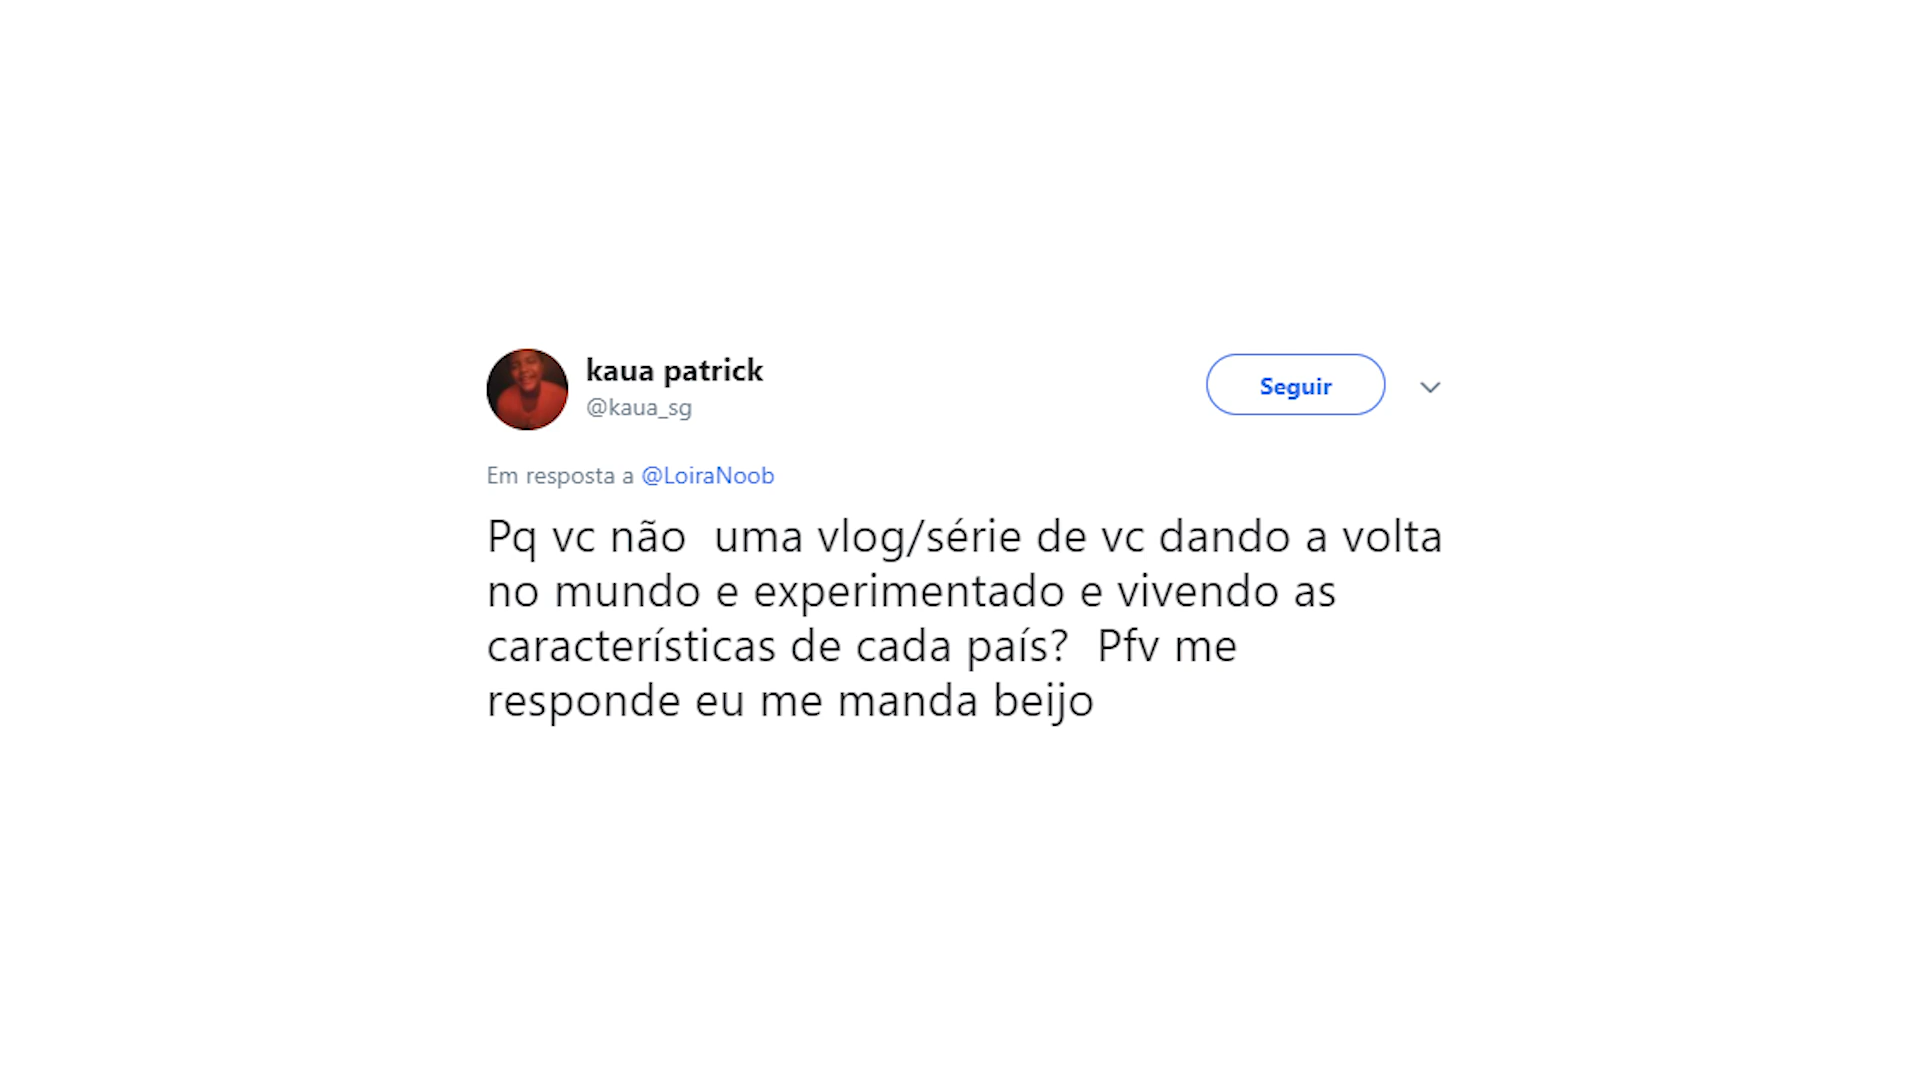 kaua patrick
@kaua_sg
Seguir
Em resposta a @LoiraNoob
Pq vc não  uma vlog/série de vc dando a volta
no mundo e experimentado e vivendo as
características de cada país?  Pfv me
responde eu me manda beijo